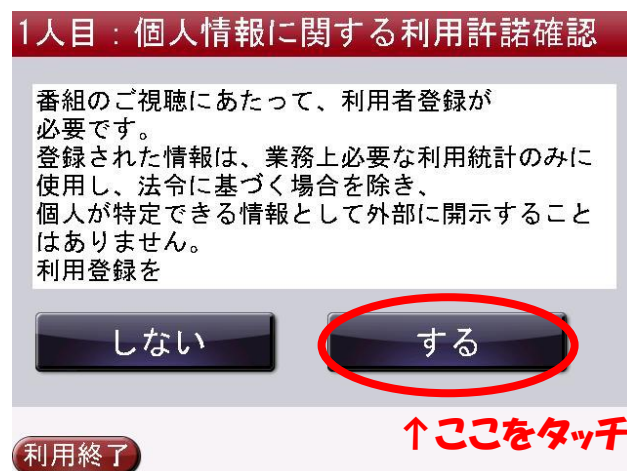 1人目：個人情報に関する利用許諾確認
番組のご視聴にあたって、利用者登録が
必要です。
登録された情報は、業務上必要な利用統計のみに
使用し、法令に基づく場合を除き、
個人が特定できる情報として外部に開示すること
はありません。
利用登録を
しない
する
↑ここをタッチ
利用終了